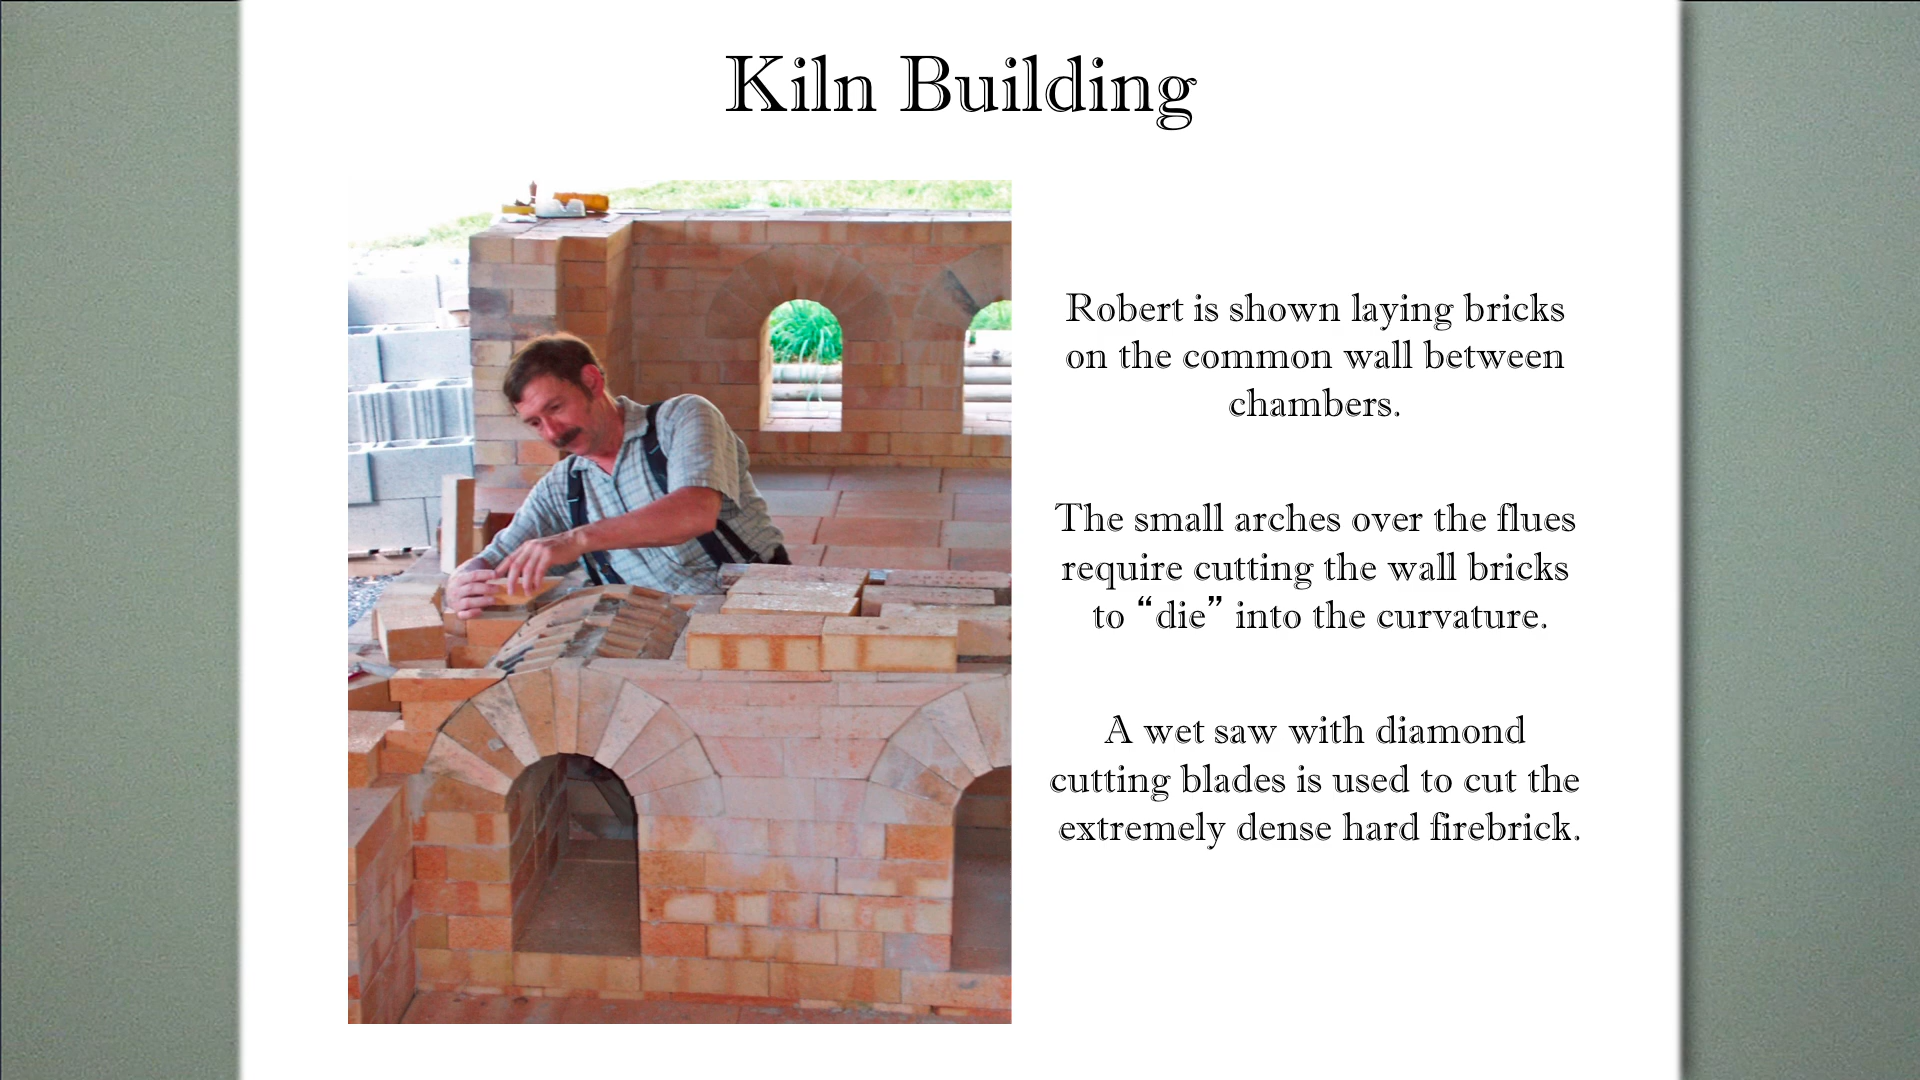 Kiln Building
Robert is shown laying bricks
on the common wall between
chambers.
The small arches over the flues
require cutting the wall bricks
to “die” into the curvature.
A wet saw with diamond
cutting blades is used to cut the
extremely dense hard firebrick.